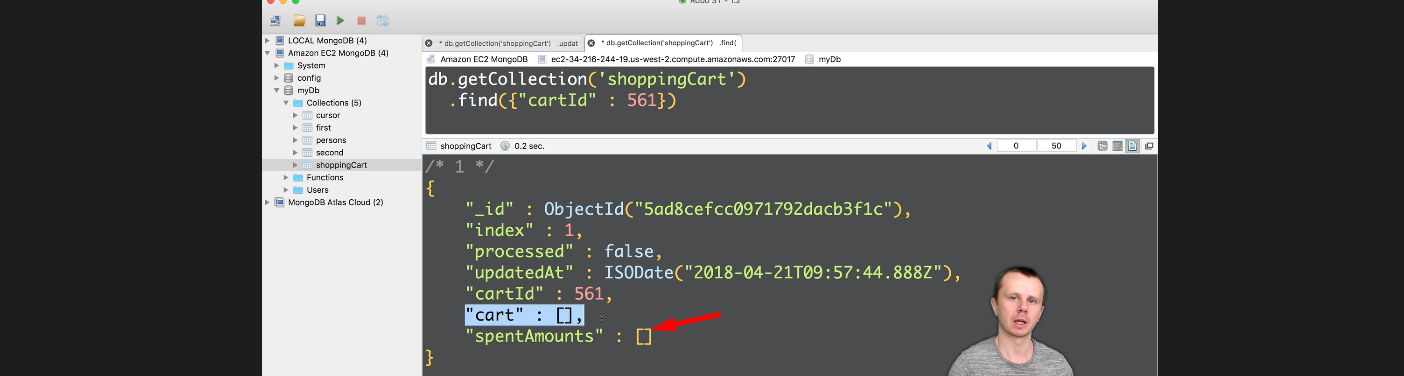 Robo 3T - 1.2
LOCAL MongoDB (4)
Amazon EC2 MongoDB (4)
System
config
myDb
Collections (5)
cursor
first
persons
second
shoppingCart
Functions
Users
MongoDB Atlas Cloud (2)
* db.getCollection('shoppingCart') .updat
* db.getCollection('shoppingCart') .find(
Amazon EC2 MongoDB ec2-34-216-244-19.us-west-2.compute.amazonaws.com:27017 myDb
db.getCollection('shoppingCart')
.find({"cartId" : 561})
shoppingCart 0.2 sec. 0 50
/* 1 */
{
"_id" : ObjectId("5ad8cefcc0971792dacb3f1c"),
"index" : 1,
"processed" : false,
"updatedAt" : ISODate("2018-04-21T09:57:44.888Z"),
"cartId" : 561,
"cart" : [],
"spentAmounts" : []
}